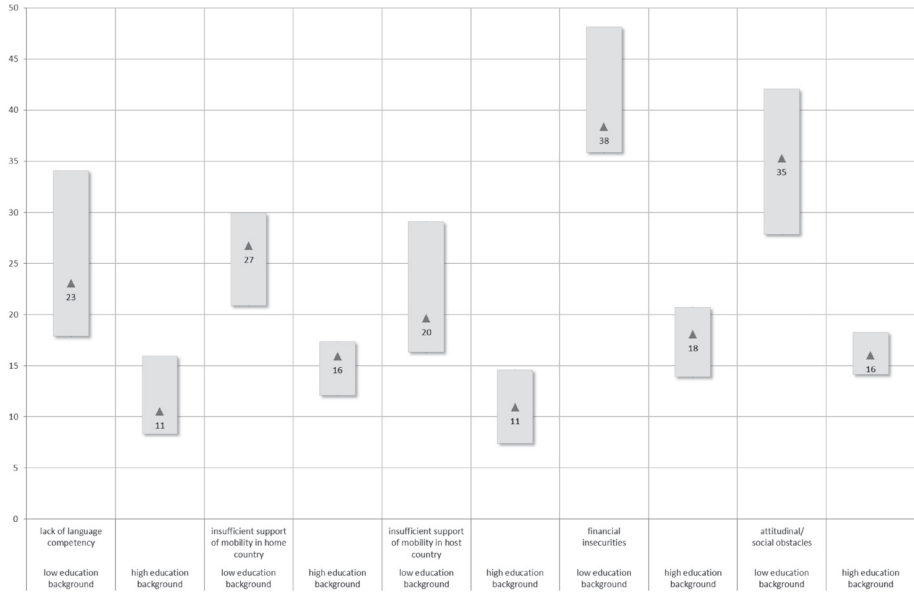 50
45
40
35
30
25
20
15
10
5
0
23
11
27
16
20
11
38
18
35
16
lack of language
competency
insufficient support
of mobility in home
country
insufficient support
of mobility in host
country
financial
insecurities
attitudinal/
social obstacles
low education
background
high education
background
low education
background
high education
background
low education
background
high education
background
low education
background
high education
background
low education
background
high education
background